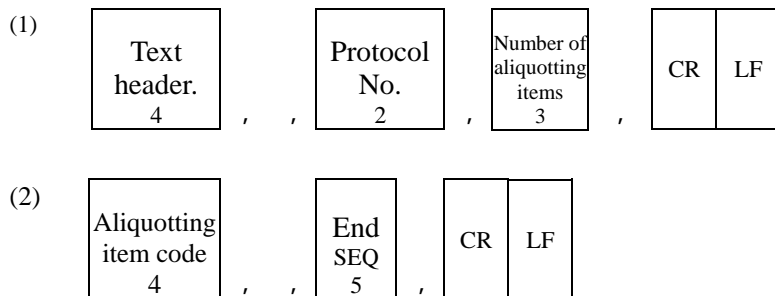 (1)
Text header. 4 , , Protocol No. 2 , Number of aliquotting items 3 , CR LF
(2)
Aliquotting item code 4 , , End SEQ 5 , CR LF